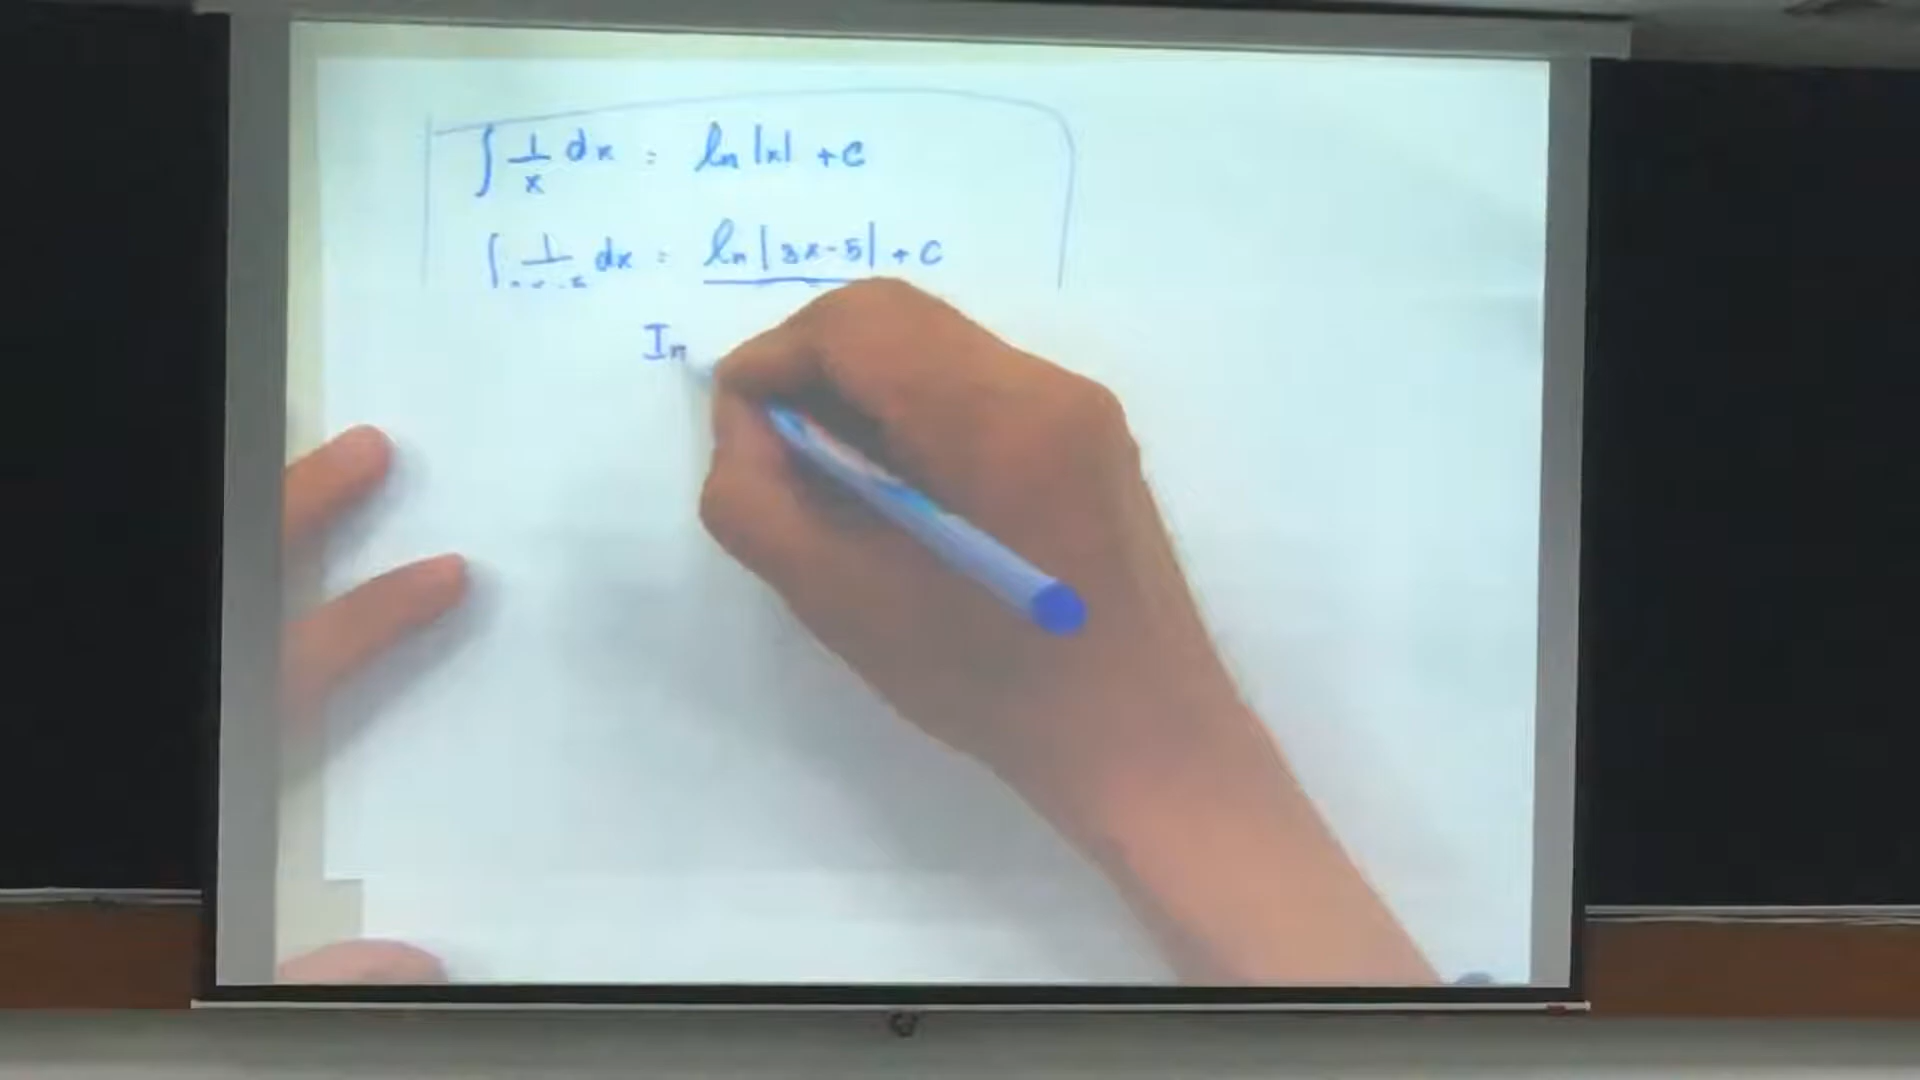 ∫ 1/x dx = ln |x| + c
∫ 1/3x-5 dx = ln |3x-5| + c
In